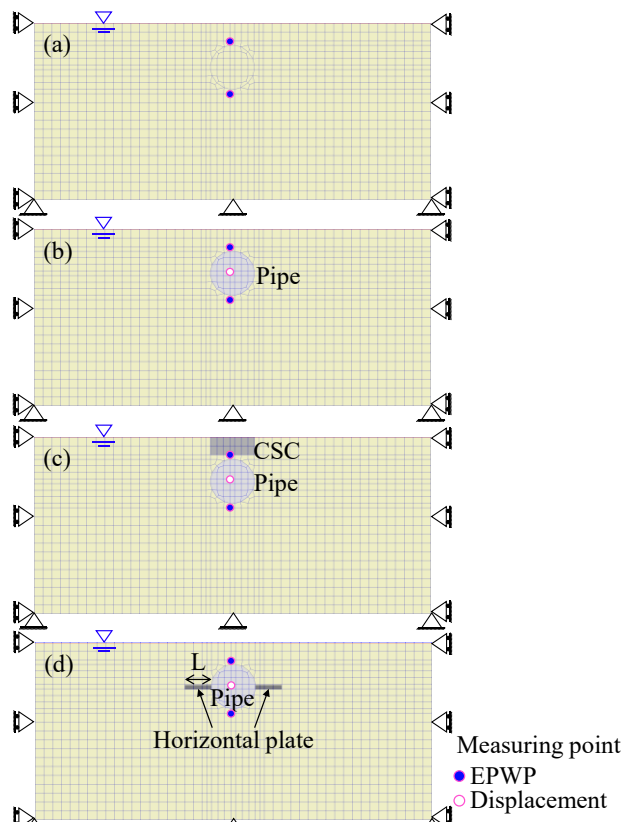 (a)
(b)
Pipe
(c)
CSC
Pipe
(d)
L
Pipe
Horizontal plate
Measuring point
EPWP
Displacement